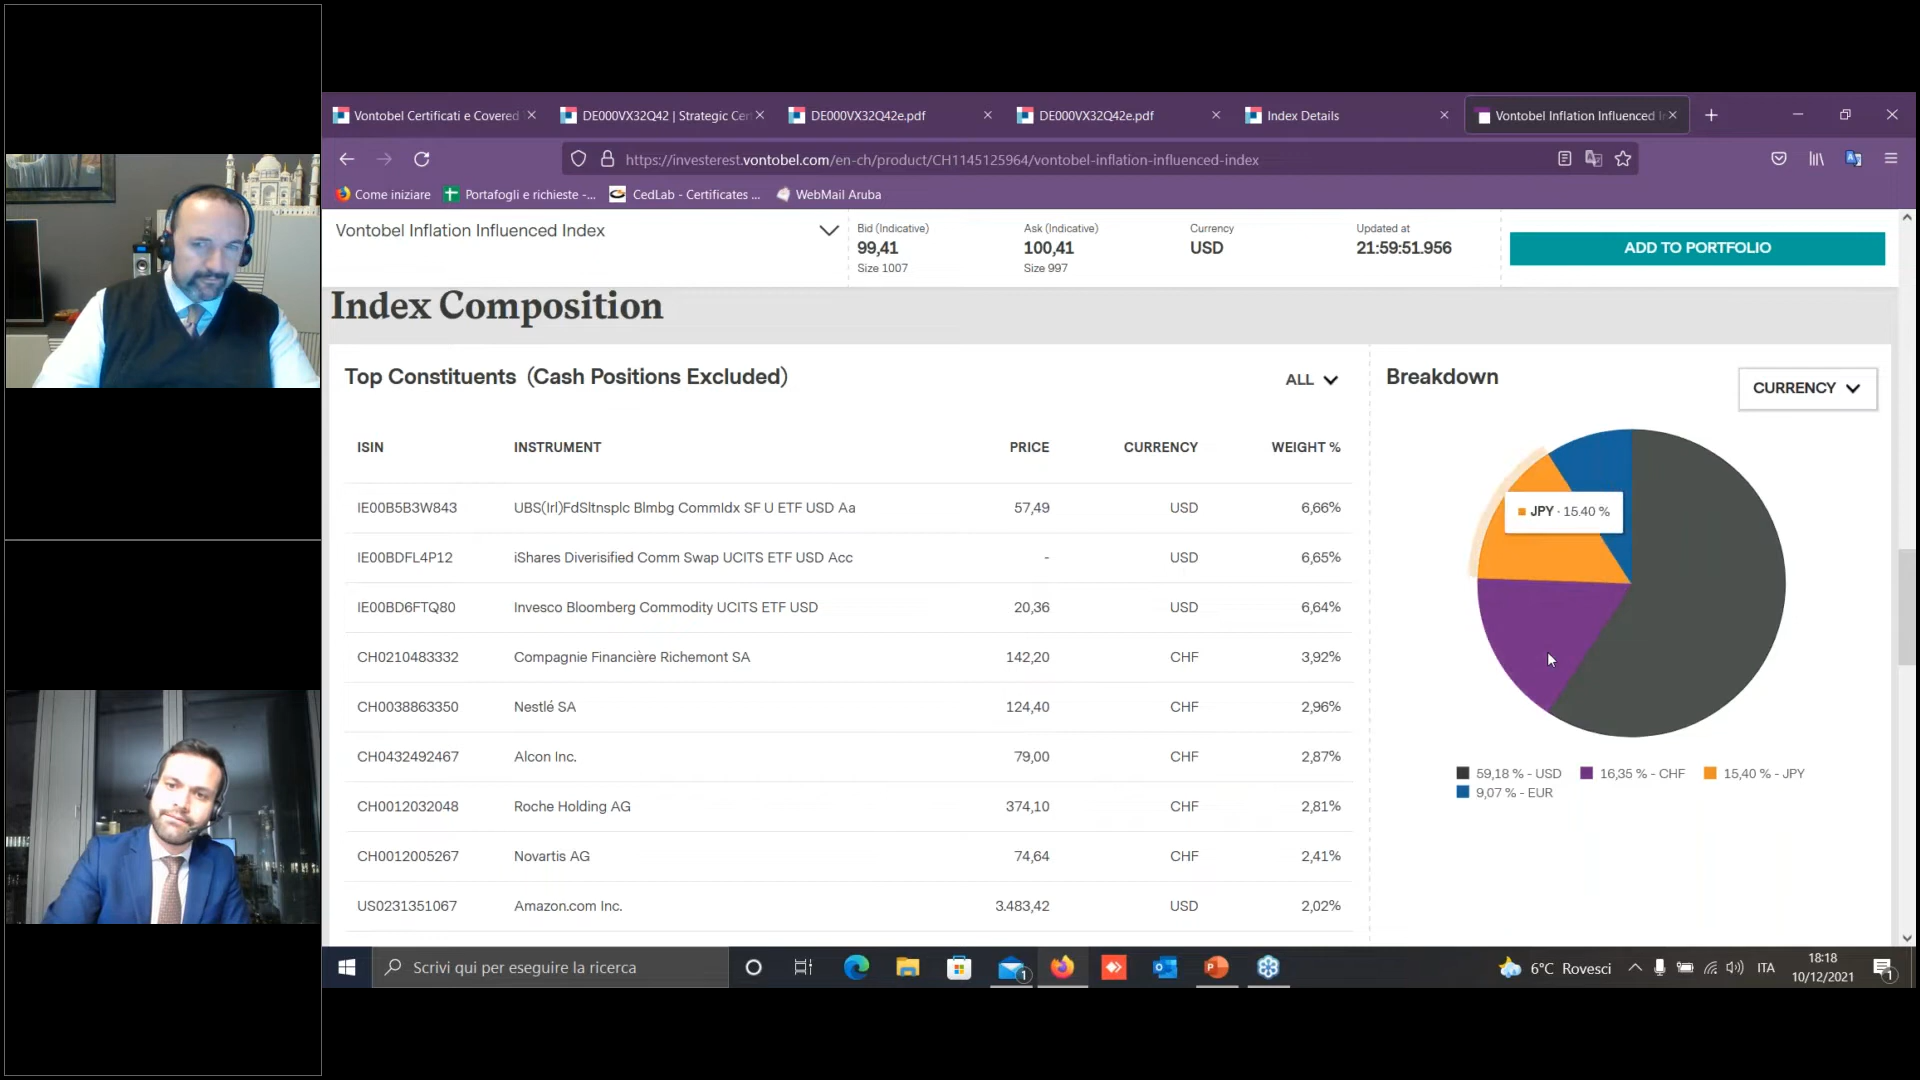 Vontobel Certificati e Covered
DE000VX32Q42 | Strategic Cer
DE000VX32Q42e.pdf
DE000VX32Q42e.pdf
Index Details
Vontobel Inflation Influenced I
https://investerest.vontobel.com/en-ch/product/CH1145125964/vontobel-inflation-influenced-index
Come iniziare
Portafogli e richieste -...
CedLab - Certificates ...
WebMail Aruba
Vontobel Inflation Influenced Index
Bid (Indicative)
99,41
Size 1007
Ask (Indicative)
100,41
Size 997
Currency
USD
Updated at
21:59:51.956
ADD TO PORTFOLIO
Index Composition
Top Constituents (Cash Positions Excluded)
ALL
ISIN INSTRUMENT PRICE CURRENCY WEIGHT %
IE00B5B3W843 UBS(Irl)FdSltnsplc Blmbg CommIdx SF U ETF USD Aa 57,49 USD 6,66%
IE00BDFL4P12 iShares Diverisified Comm Swap UCITS ETF USD Acc - USD 6,65%
IE00BD6FTQ80 Invesco Bloomberg Commodity UCITS ETF USD 20,36 USD 6,64%
CH0210483332 Compagnie Financière Richemont SA 142,20 CHF 3,92%
CH0038863350 Nestlé SA 124,40 CHF 2,96%
CH0432492467 Alcon Inc. 79,00 CHF 2,87%
CH0012032048 Roche Holding AG 374,10 CHF 2,81%
CH0012005267 Novartis AG 74,64 CHF 2,41%
US0231351067 Amazon.com Inc. 3.483,42 USD 2,02%
Breakdown
CURRENCY
JPY - 15.40 %
59,18 % - USD 16,35 % - CHF 15,40 % - JPY
9,07 % - EUR
Scrivi qui per eseguire la ricerca
1
6°C Rovesci
ITA
18:18
10/12/2021
1